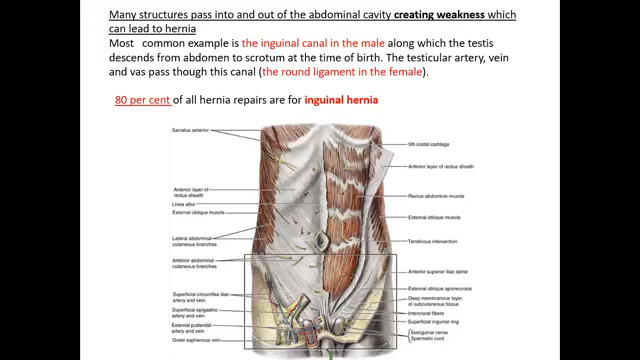 Many structures pass into and out of the abdominal cavity creating weakness which
can lead to hernia
Most common example is the inguinal canal in the male along which the testis
descends from abdomen to scrotum at the time of birth. The testicular artery, vein
and vas pass though this canal (the round ligament in the female).
80 per cent of all hernia repairs are for inguinal hernia
Serratus anterior
Anterior layer of
rectus sheath
Linea alba
External oblique muscle
Lateral abdominal
cutaneous branches
Anterior abdominal
cutaneous branches
Superficial circumflex iliac
artery and vein
Superficial epigastric
artery and vein
External pudendal
artery and vein
Great saphenous vein
5th costal cartilage
Anterior layer of rectus sheath
Rectus abdominis muscle
External oblique muscle
Tendinous intersection
Anterior superior iliac spine
External oblique aponeurosis
Deep membranous layer
of subcutaneous tissue
Intercrural fibers
Superficial inguinal ring
Ilioinguinal nerve
Spermatic cord